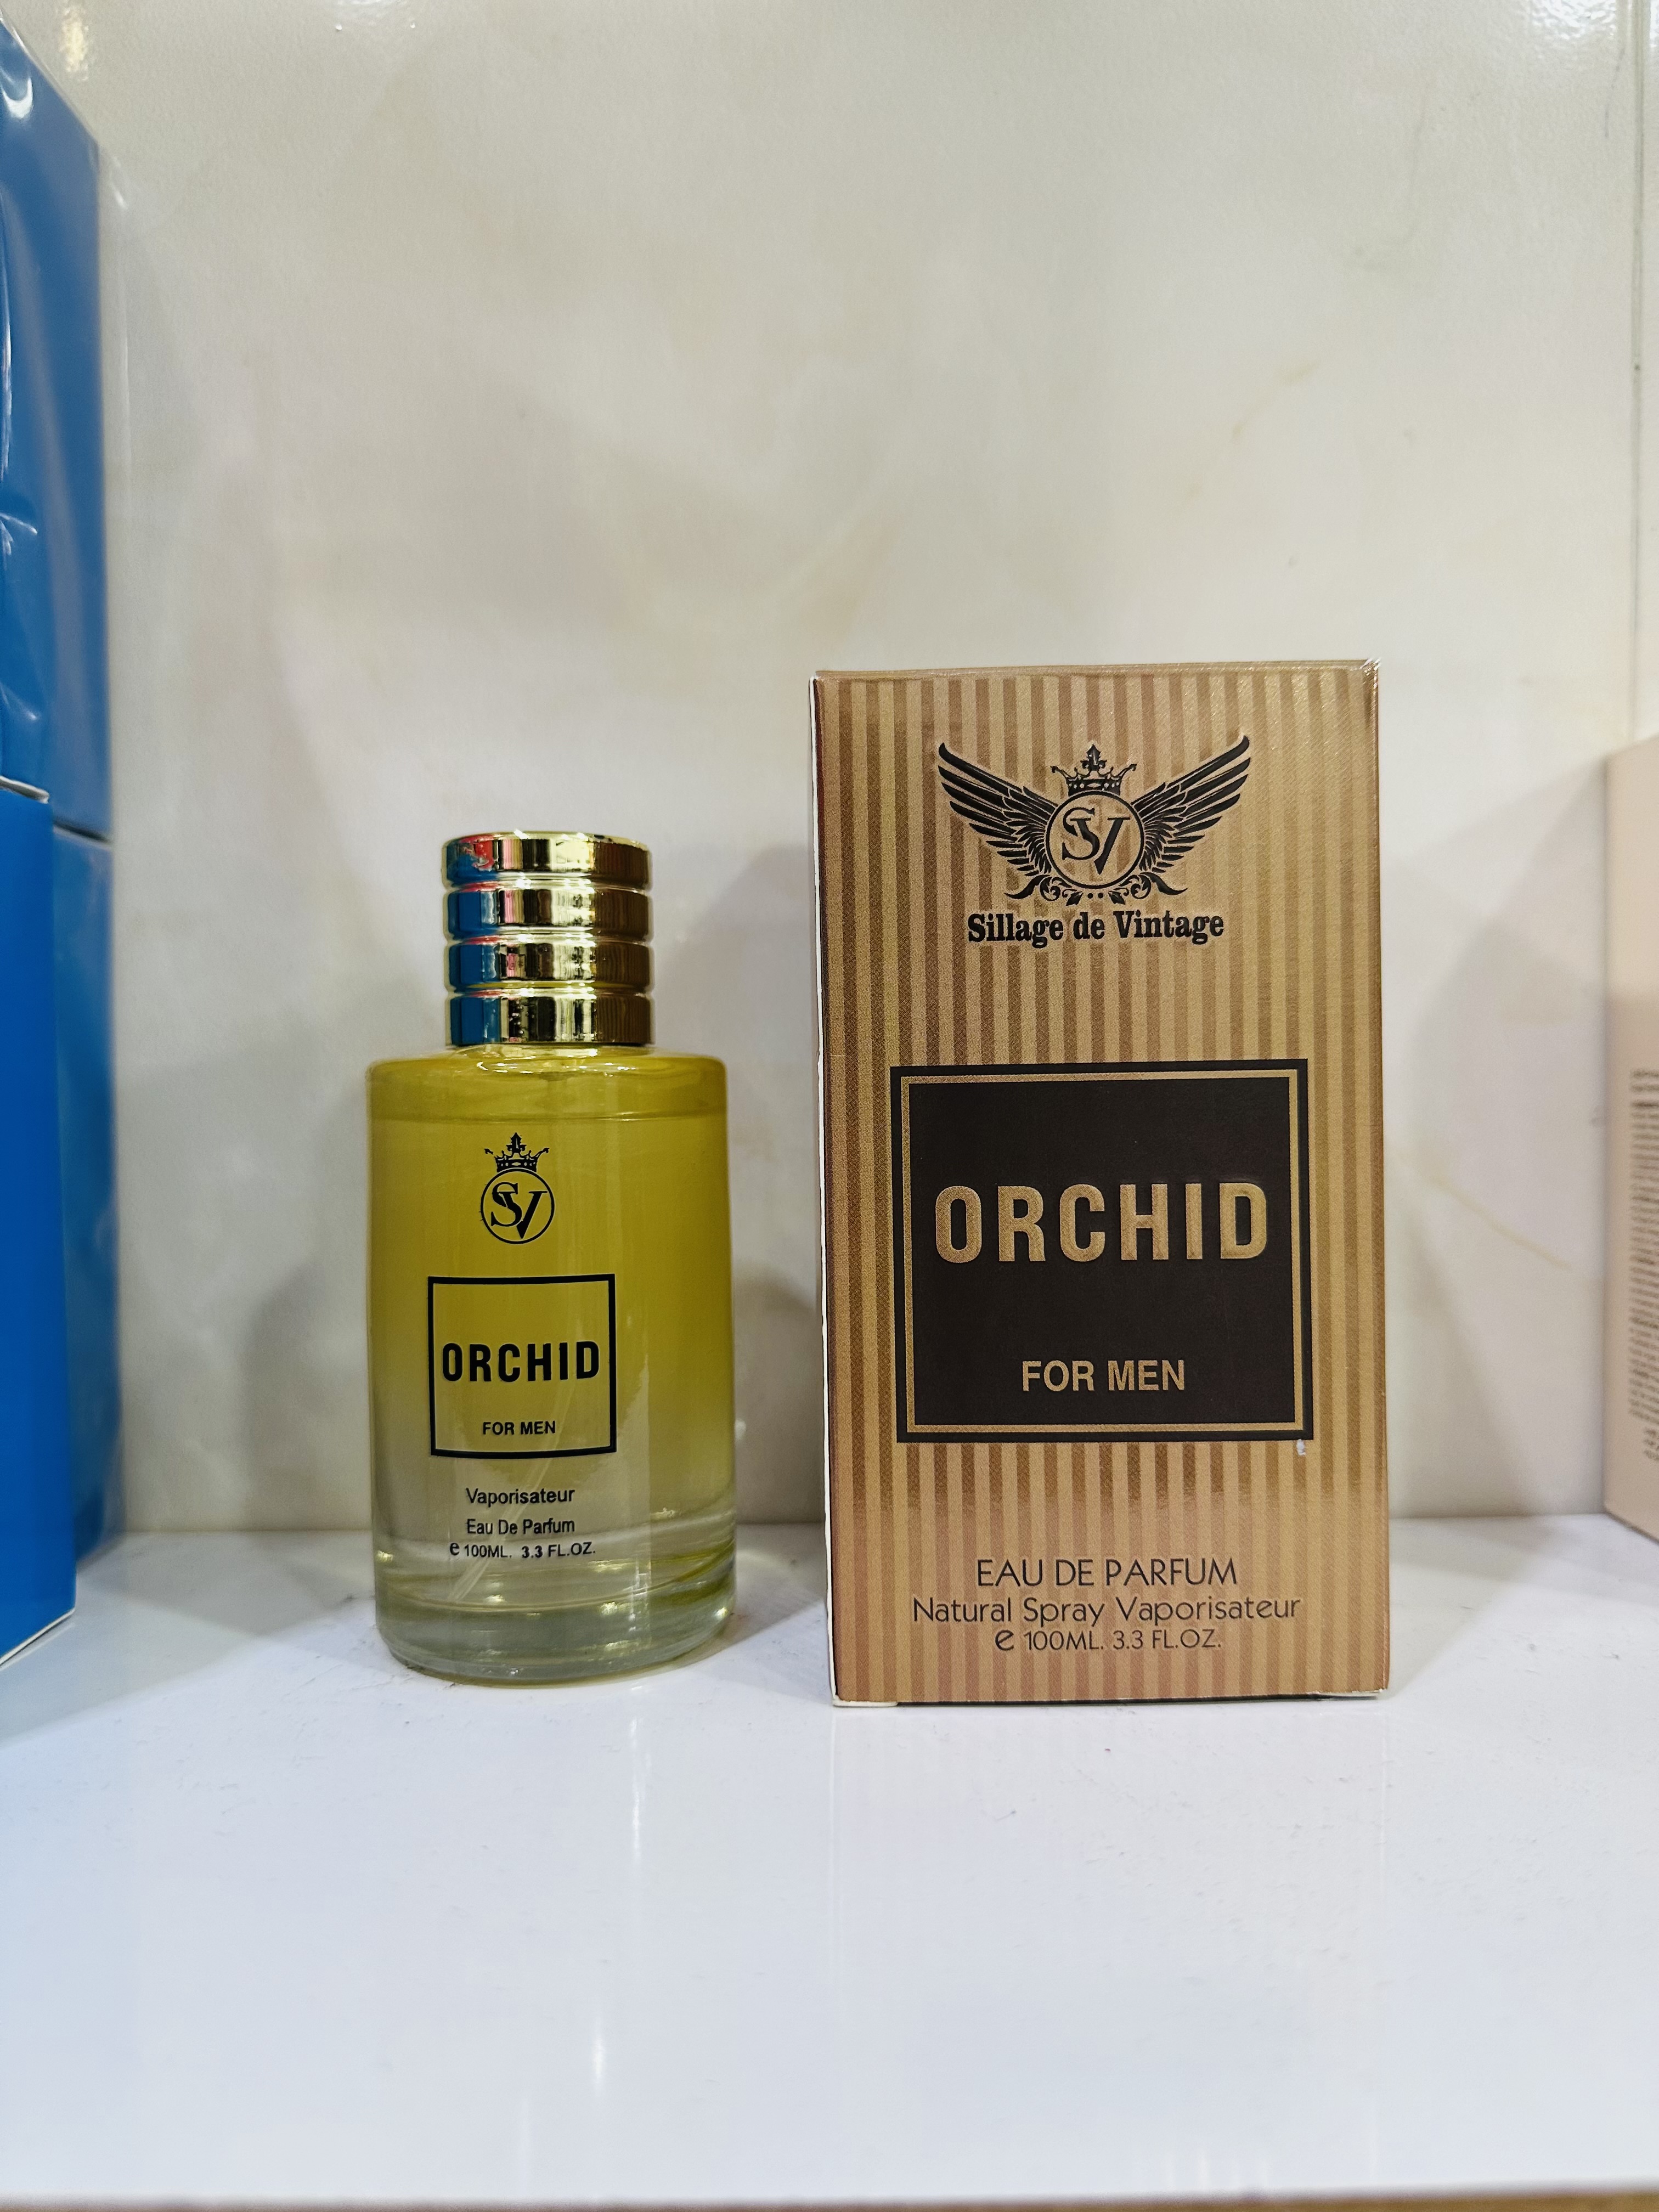 SV
ORCHID
FOR MEN
Vaporisateur
Eau De Parfum
e 100ML. 3.3 FL.OZ.
SV
Sillage de Vintage
ORCHID
FOR MEN
EAU DE PARFUM
Natural Spray Vaporisateur
e 100ML. 3.3 FL.OZ.